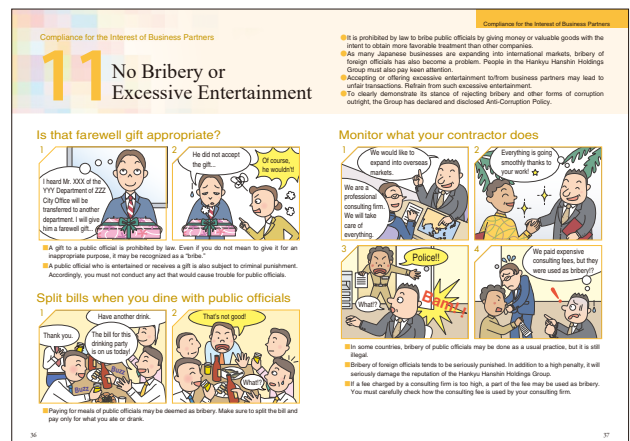 Compliance for the Interest of Business Partners
Compliance for the Interest of Business Partners
11
No Bribery or
Excessive Entertainment
It is prohibited by law to bribe public officials by giving money or valuable goods with the
intent to obtain more favorable treatment than other companies.
As many Japanese businesses are expanding into international markets, bribery of
foreign officials has also become a problem. People in the Hankyu Hanshin Holdings
Group must also pay keen attention.
Accepting or offering excessive entertainment to/from business partners may lead to
unfair transactions. Refrain from such excessive entertainment.
To clearly demonstrate its stance of rejecting bribery and other forms of corruption
outright, the Group has declared and disclosed Anti-Corruption Policy.
Is that farewell gift appropriate?
1
I heard Mr. XXX of the
YYY Department of ZZZ
City Office will be
transferred to another
department. I will give
him a farewell gift...
2
He did not accept
the gift...
Of course,
he wouldn't!
A gift to a public official is prohibited by law. Even if you do not mean to give it for an
inappropriate purpose, it may be recognized as a "bribe."
A public official who is entertained or receives a gift is also subject to criminal punishment.
Accordingly, you must not conduct any act that would cause trouble for public officials.
Split bills when you dine with public officials
1
Have another drink.
Thank you.
The bill for this
drinking party
is on us today!
Buzz
Buzz
2
That's not good!
What!?
Paying for meals of public officials may be deemed as bribery. Make sure to split the bill and
pay only for what you ate or drank.
36
Monitor what your contractor does
1
We would like to
expand into overseas
markets.
We are a
professional
consulting firm.
We will take
care of
everything.
2
Everything is going
smoothly thanks to
your work!
3
Police!!
What!?
Bang!
4
We paid expensive
consulting fees, but they
were used as bribery!?
In some countries, bribery of public officials may be done as a usual practice, but it is still
illegal.
Bribery of foreign officials tends to be seriously punished. In addition to a high penalty, it will
seriously damage the reputation of the Hankyu Hanshin Holdings Group.
If a fee charged by a consulting firm is too high, a part of the fee may be used as bribery.
You must carefully check how the consulting fee is used by your consulting firm.
37